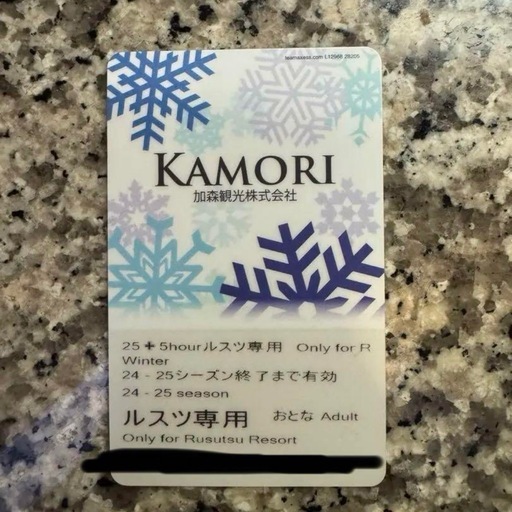 KAMORI
加森観光株式会社
25＋5hourルスツ専用 Only for R
Winter
24 - 25シーズン終了まで有効
24 - 25 season
ルスツ専用 おとな Adult
Only for Rusutsu Resort